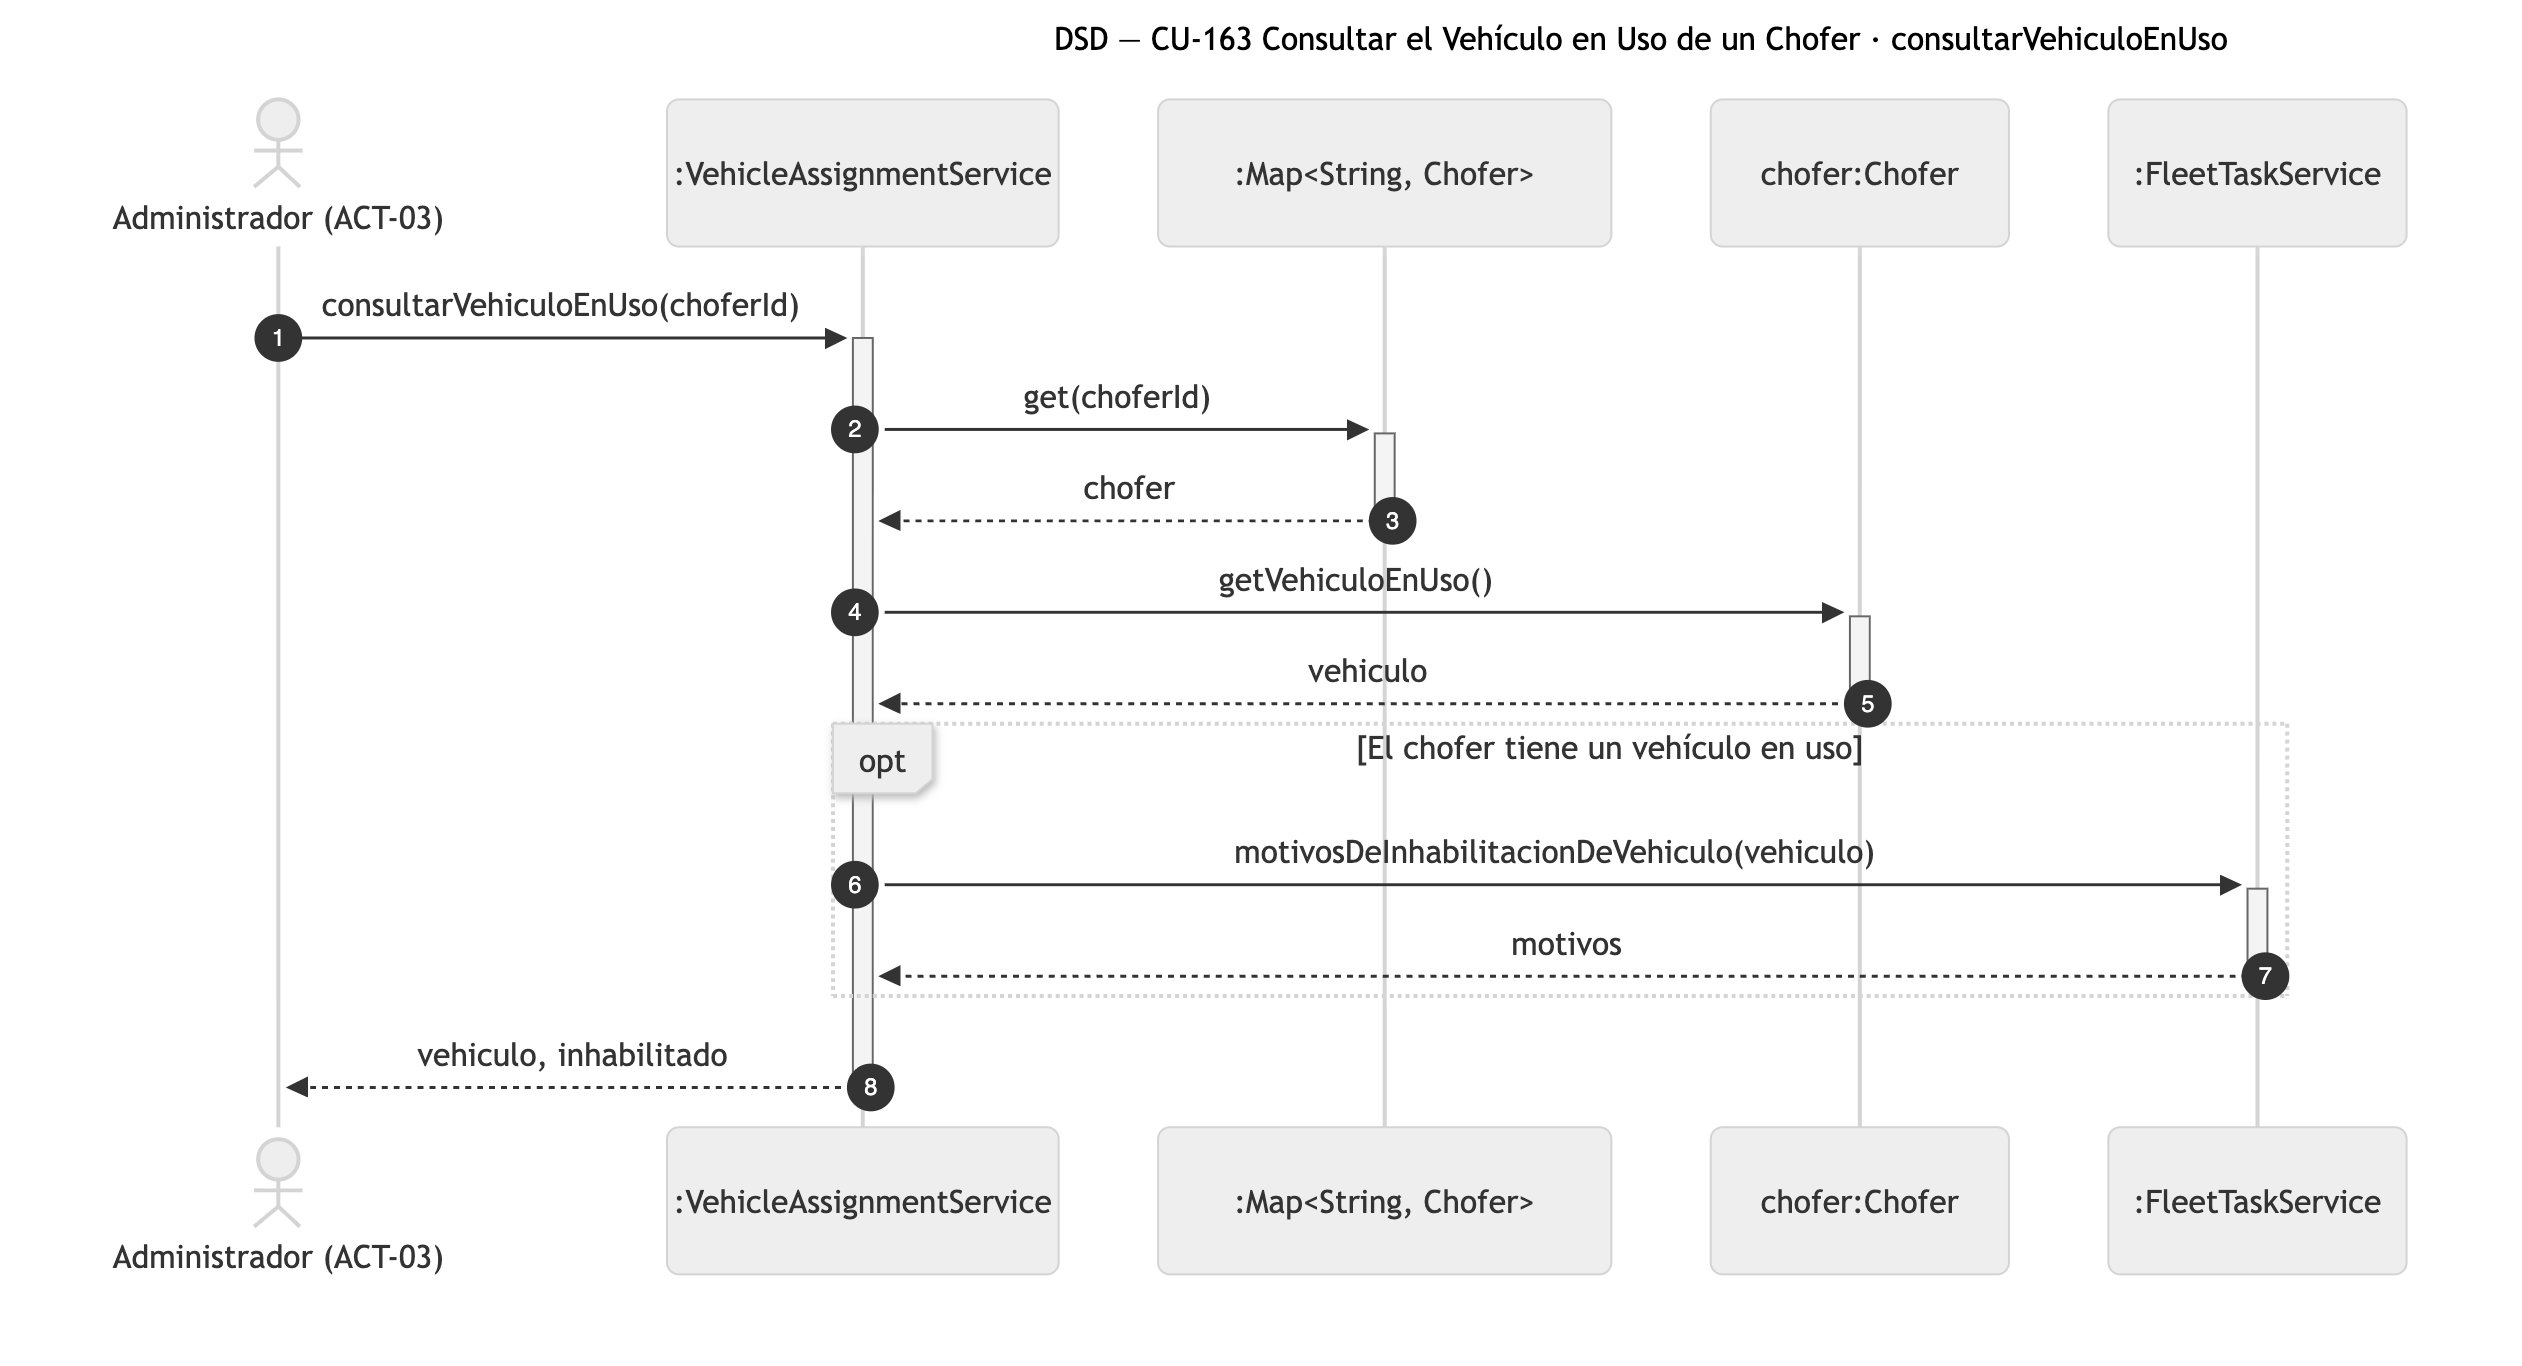 DSD — CU-163 Consultar el Vehículo en Uso de un Chofer · consultarVehiculoEnUso
Administrador (ACT-03)
:VehicleAssignmentService
:Map<String, Chofer>
chofer:Chofer
:FleetTaskService
consultarVehiculoEnUso(choferId)
1
get(choferId)
2
chofer
3
getVehiculoEnUso()
4
vehiculo
5
opt
[El chofer tiene un vehículo en uso]
motivosDeInhabilitacionDeVehiculo(vehiculo)
6
motivos
7
vehiculo, inhabilitado
8
Administrador (ACT-03)
:VehicleAssignmentService
:Map<String, Chofer>
chofer:Chofer
:FleetTaskService